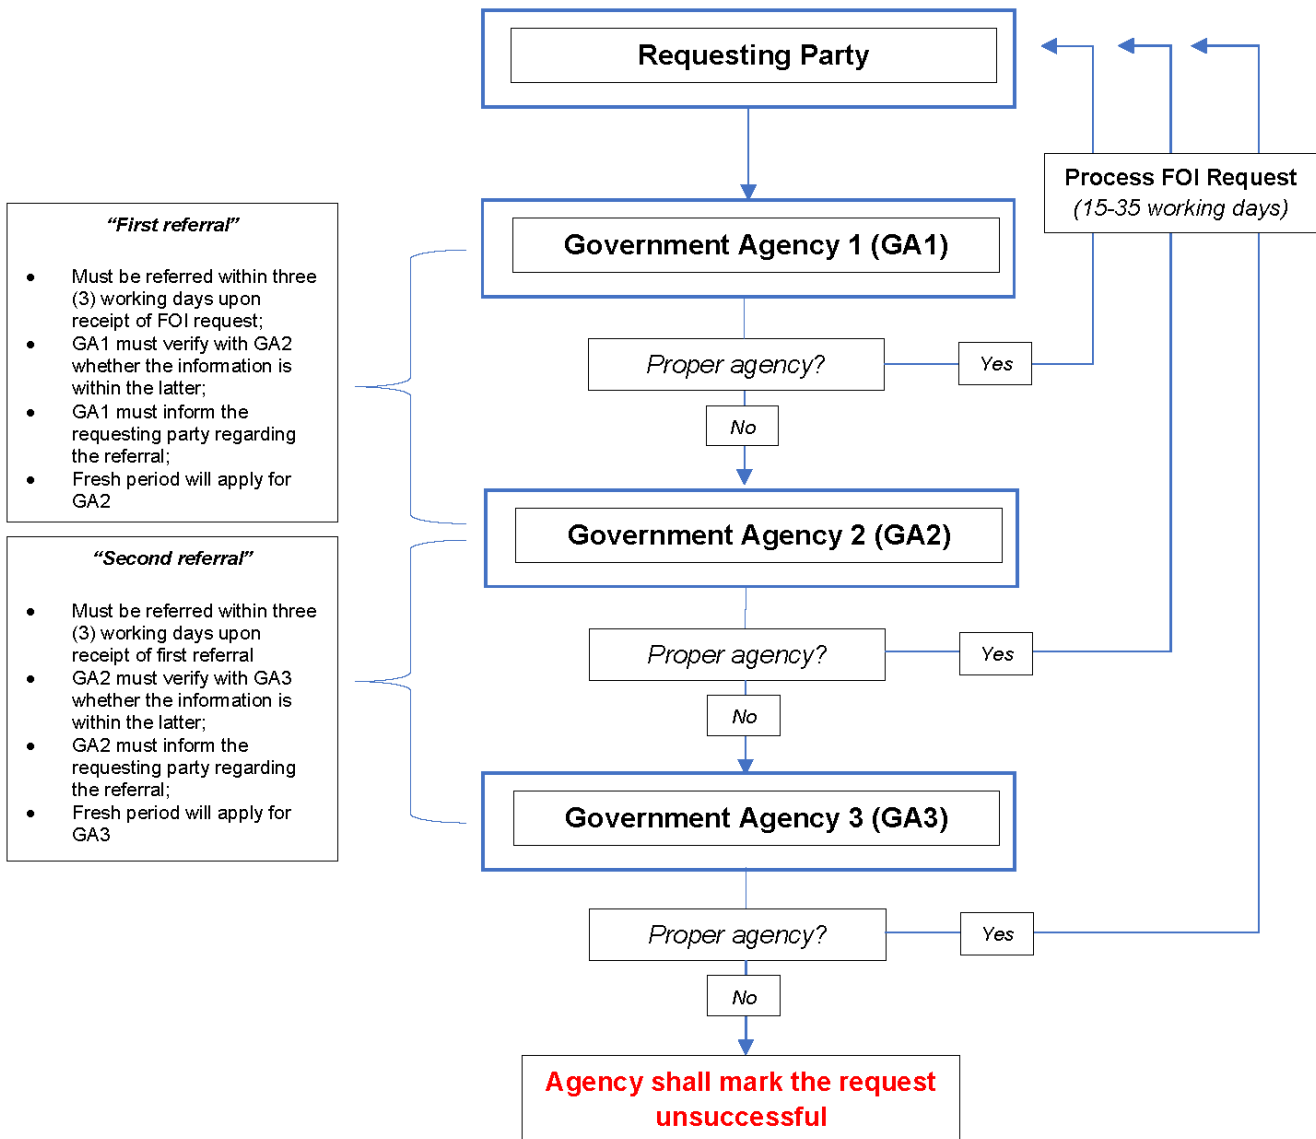 Requesting Party
Process FOI Request
(15-35 working days)
“First referral”
● Must be referred within three
(3) working days upon
receipt of FOI request;
● GA1 must verify with GA2
whether the information is
within the latter;
● GA1 must inform the
requesting party regarding
the referral;
● Fresh period will apply for
GA2
Government Agency 1 (GA1)
Proper agency?
Yes
No
Government Agency 2 (GA2)
“Second referral”
● Must be referred within three
(3) working days upon
receipt of first referral
● GA2 must verify with GA3
whether the information is
within the latter;
● GA2 must inform the
requesting party regarding
the referral;
● Fresh period will apply for
GA3
Proper agency?
Yes
No
Government Agency 3 (GA3)
Proper agency?
Yes
No
Agency shall mark the request
unsuccessful